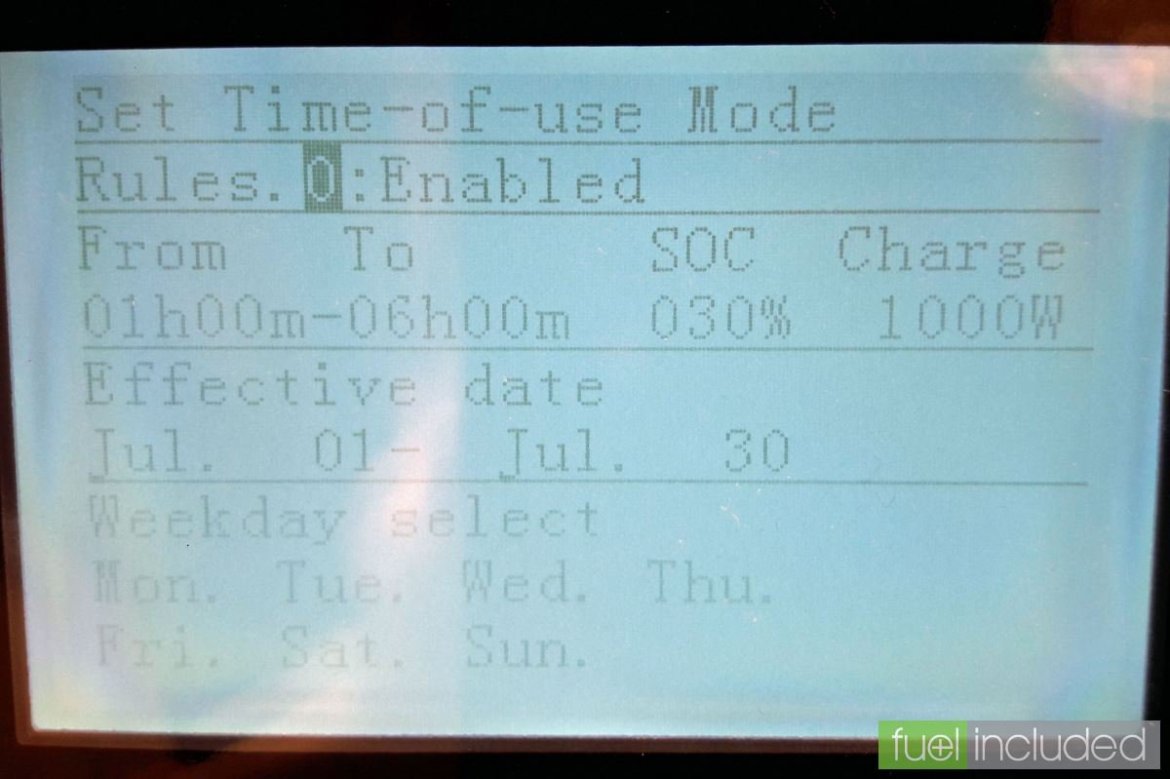 Set Time-of-use Mode
Rules. 0:Enabled
From To SOC Charge
01h00m-06h00m 030% 1000W
Effective date
Jul. 01- Jul. 30
Weekday select
Mon. Tue. Wed. Thu.
Fri. Sat. Sun.
fuel included